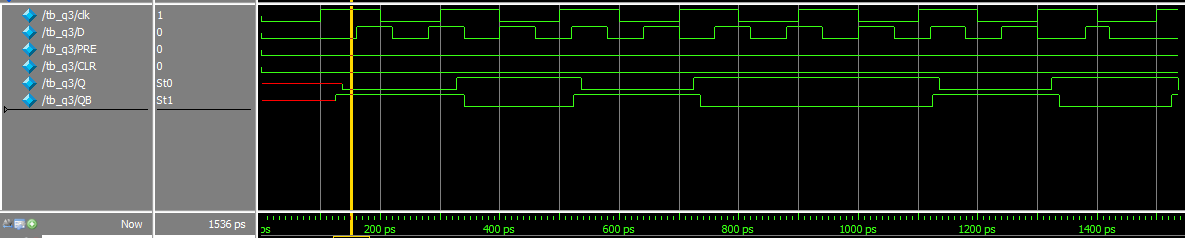 /tb_q3/clk 1
/tb_q3/D 0
/tb_q3/PRE 0
/tb_q3/CLR 0
/tb_q3/Q St0
/tb_q3/QB St1
Now 1536 ps ps 200 ps 400 ps 600 ps 800 ps 1000 ps 1200 ps 1400 ps